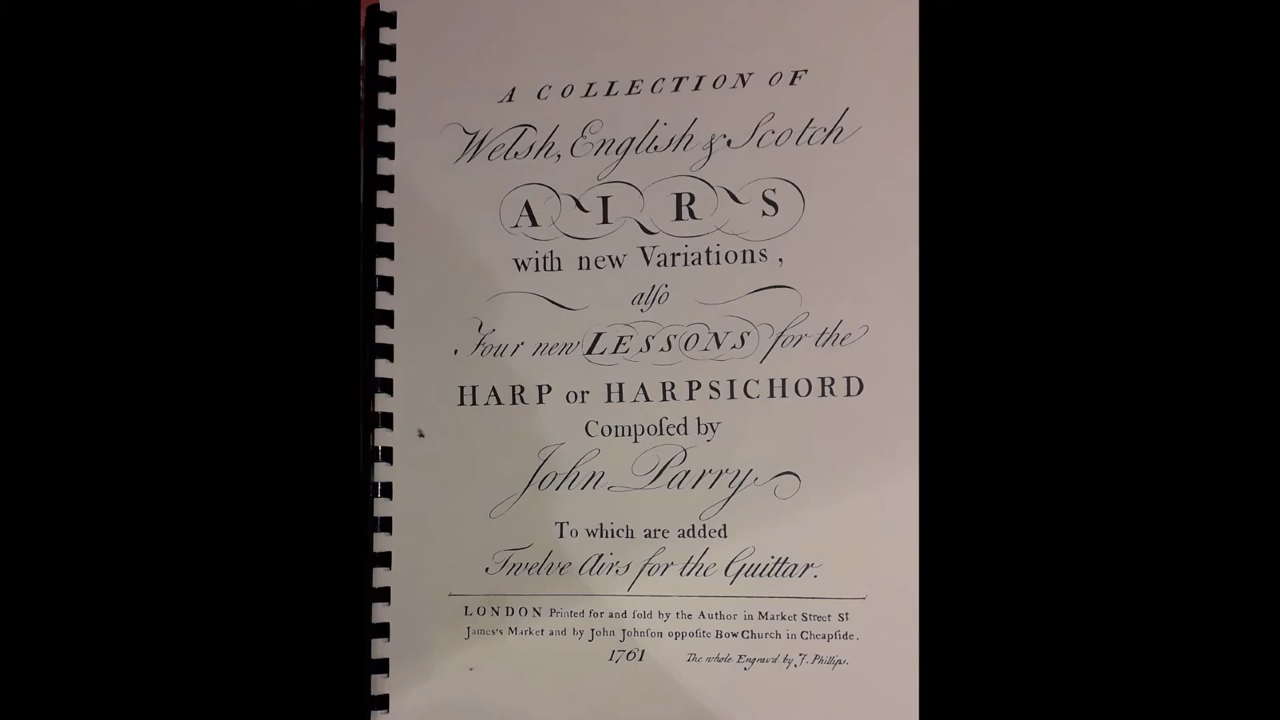 A COLLECTION OF
Welsh, English & Scotch
AIRS
with new Variations,
alſo
Four new LESSONS for the
HARP or HARPSICHORD
Compoſed by
John Parry
To which are added
Twelve Airs for the Guittar.
LONDON Printed for and ſold by the Author in Market Street St
James's Market and by John Johnſon oppoſite Bow Church in Cheapſide.
1761 The whole Engrav'd by J. Phillips.